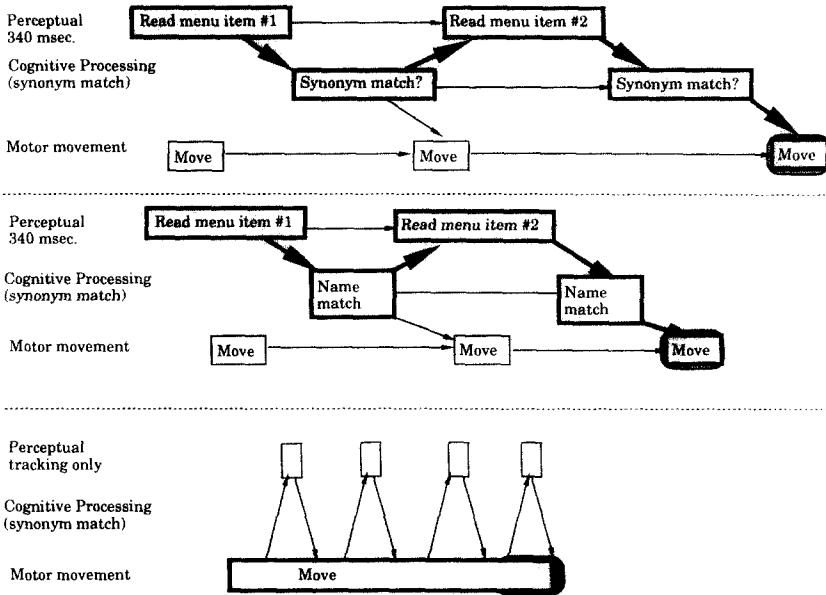 Perceptual
340 msec.
Read menu item #1
Read menu item #2
Cognitive Processing
(synonym match)
Synonym match?
Synonym match?
Motor movement
Move
Move
Move
Perceptual
340 msec.
Read menu item #1
Read menu item #2
Cognitive Processing
(synonym match)
Name
match
Name
match
Motor movement
Move
Move
Move
Perceptual
tracking only
Cognitive Processing
(synonym match)
Motor movement
Move